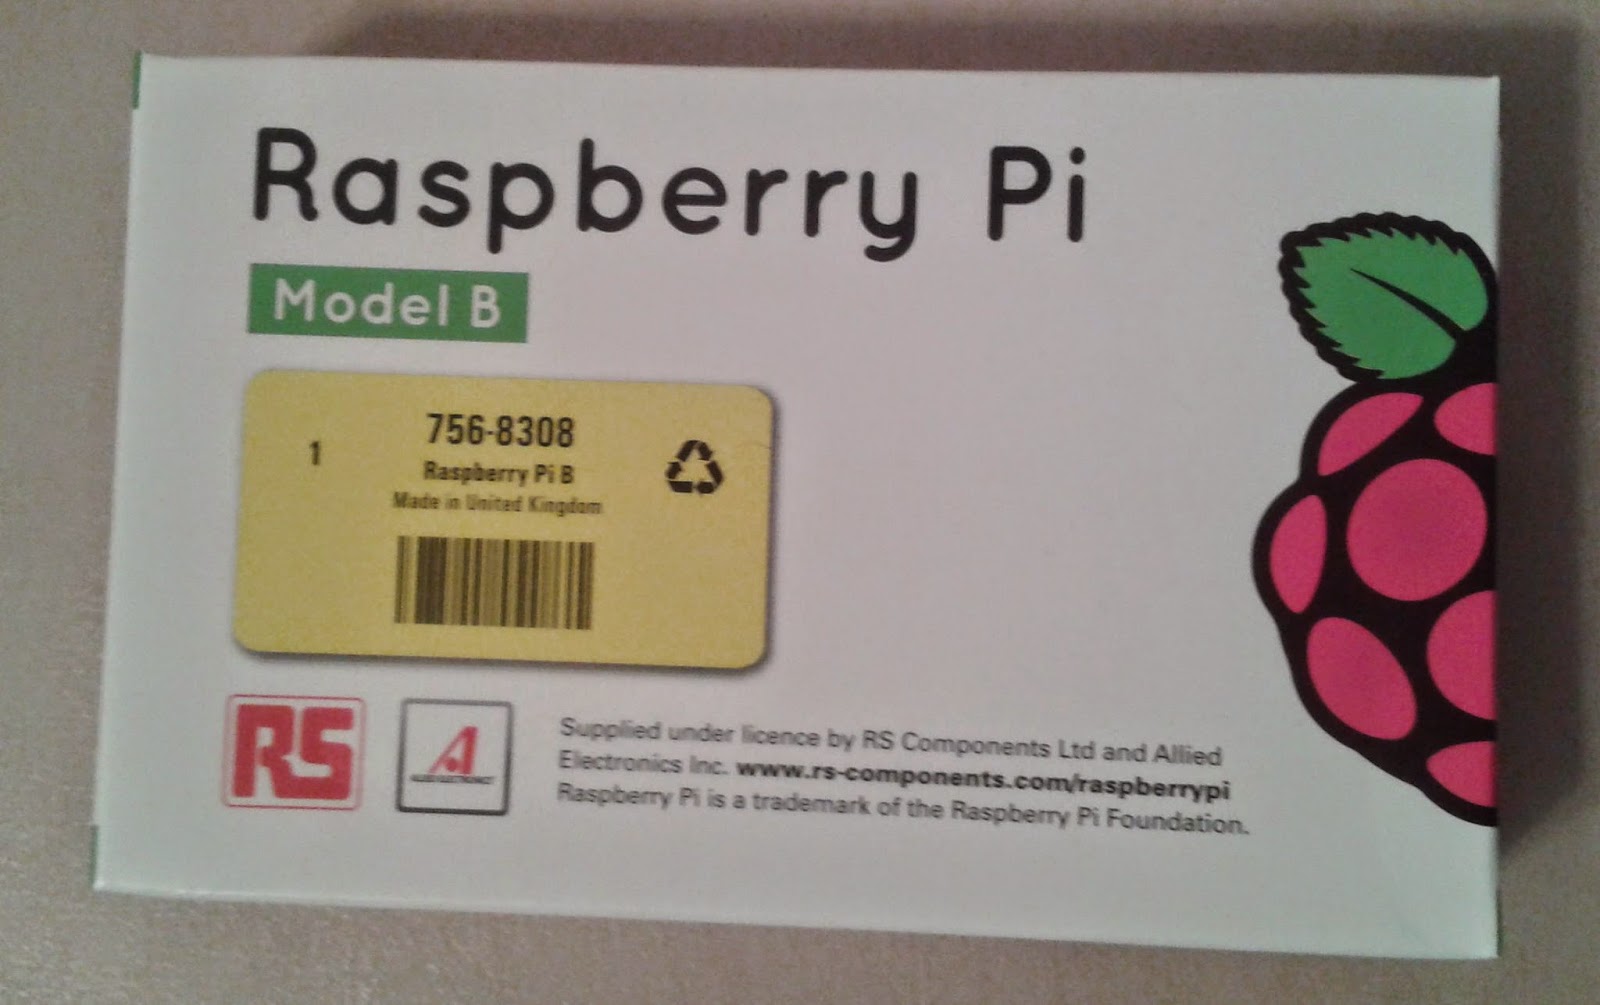 Raspberry Pi
Model B
1
756-8308
Raspberry Pi B
Made in United Kingdom
RS
A
ALLIED ELECTRONICS
Supplied under licence by RS Components Ltd and Allied
Electronics Inc. www.rs-components.com/raspberrypi
Raspberry Pi is a trademark of the Raspberry Pi Foundation.